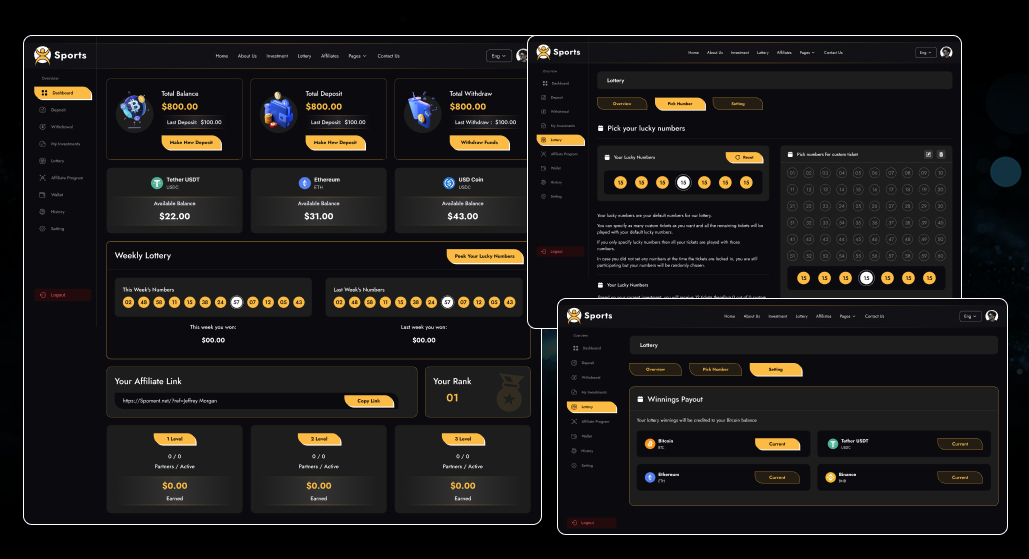 Sports
Home About Us Investment Lottery Affiliates Pages Contact Us
Eng
Overview
Dashboard
Deposit
Withdrawal
My Investments
Lottery
Affiliate Program
Wallet
History
Setting
Logout
Total Balance
$800.00
Last Deposit $100.00
Make New Deposit
Total Deposit
$800.00
Last Deposit $100.00
Make New Deposit
Total Withdraw
$800.00
Last Withdraw : $100.00
Withdraw Funds
Tether USDT
USDC
Available Balance
$22.00
Ethereum
ETH
Available Balance
$31.00
USD Coin
USDC
Available Balance
$43.00
Weekly Lottery
Peek Your Lucky Numbers
This Week's Numbers
02 48 58 11 15 38 24 57 07 12 05 43
This week you won:
$00.00
Last Week's Numbers
02 48 58 11 15 38 24 57 07 12 05 43
Last week you won:
$00.00
Your Affiliate Link
https://Spoment.net/?ref=Jeffrey Morgan
Copy Link
Your Rank
01
1 Level
0 / 0
Partners / Active
$0.00
Earned
2 Level
0 / 0
Partners / Active
$0.00
Earned
3 Level
0 / 0
Partners / Active
$0.00
Earned
Sports
Home About Us Investment Lottery Affiliates Pages Contact Us
Eng
Overview
Dashboard
Deposit
Withdrawal
My Investments
Lottery
Affiliate Program
Wallet
History
Setting
Logout
Lottery
Overview
Pick Number
Setting
Pick your lucky numbers
Your Lucky Numbers
Reset
15 15 15 15 15 15 15
Your lucky numbers are your default numbers for our lottery.
You can specify as many custom tickets as you want and all the remaining tickets will be
played with your default lucky numbers.
If you only specify lucky numbers then all your tickets are played with those
numbers.
In case you did not set any numbers at the time the tickets are locked in, you are still
participating but your numbers will be randomly chosen.
Your Lucky Numbers
Pick numbers for custom ticket
01 02 03 04 05 06 07 08 09 10
11 12 13 14 15 16 17 18 19 20
21 22 23 24 25 26 27 28 29 30
31 32 33 34 35 36 37 38 39 40
41 42 43 44 45 46 47 48 49 50
51 52 53 54 55 56 57 58 59 60
15 15 15 15 15 15 15
Sports
Home About Us Investment Lottery Affiliates Pages Contact Us
Eng
Overview
Dashboard
Deposit
Withdrawal
My Investments
Lottery
Affiliate Program
Wallet
History
Setting
Logout
Lottery
Overview
Pick Number
Setting
Winnings Payout
Your lottery winnings will be credited to your Bitcoin balance
Bitcoin
BTC
Current
Tether USDT
USDC
Current
Ethereum
ETH
Current
Binance
BNB
Current